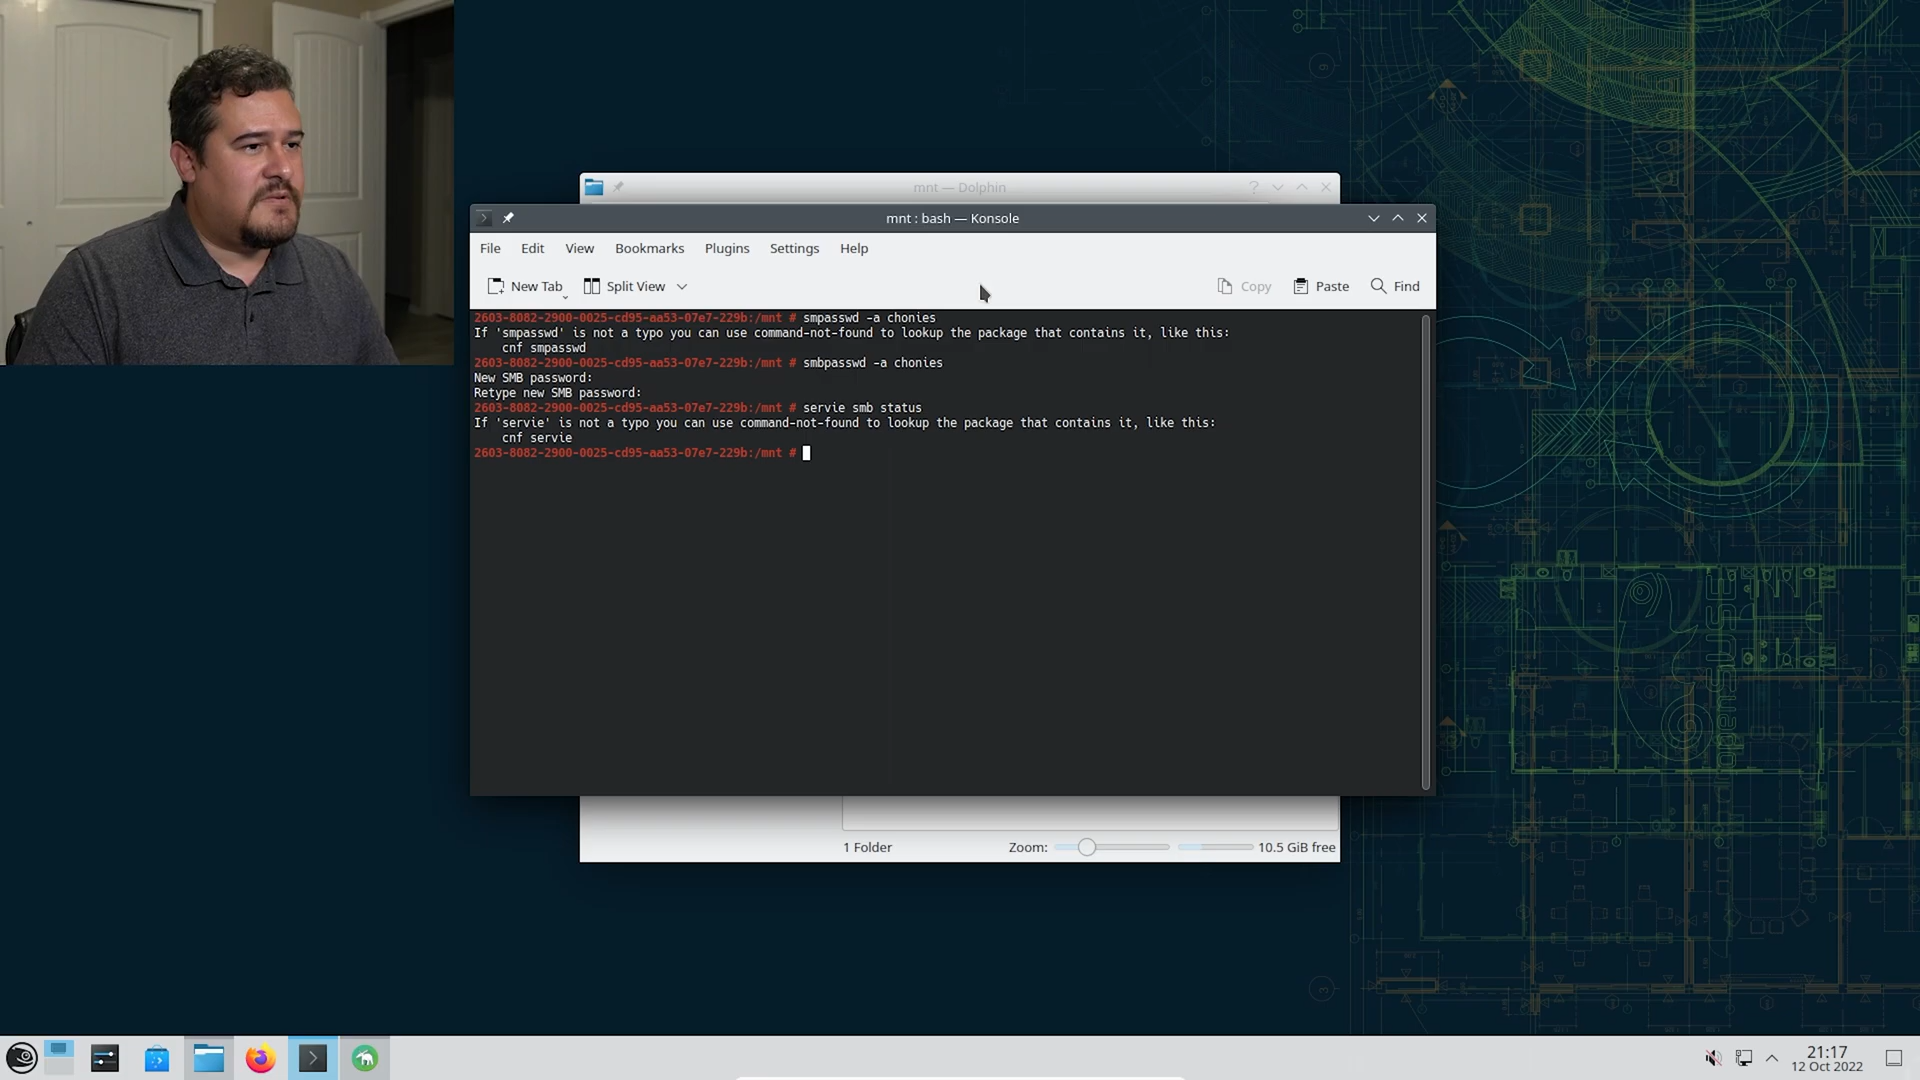 mnt — Dolphin
mnt : bash — Konsole
File Edit View Bookmarks Plugins Settings Help
New Tab Split View Copy Paste Find
2603-8082-2900-0025-cd95-aa53-07e7-229b:/mnt # smpasswd -a chonies
If 'smpasswd' is not a typo you can use command-not-found to lookup the package that contains it, like this:
cnf smpasswd
2603-8082-2900-0025-cd95-aa53-07e7-229b:/mnt # smbpasswd -a chonies
New SMB password:
Retype new SMB password:
2603-8082-2900-0025-cd95-aa53-07e7-229b:/mnt # servie smb status
If 'servie' is not a typo you can use command-not-found to lookup the package that contains it, like this:
cnf servie
2603-8082-2900-0025-cd95-aa53-07e7-229b:/mnt #
1 Folder Zoom: 10.5 GiB free
openSUSE
21:17
12 Oct 2022